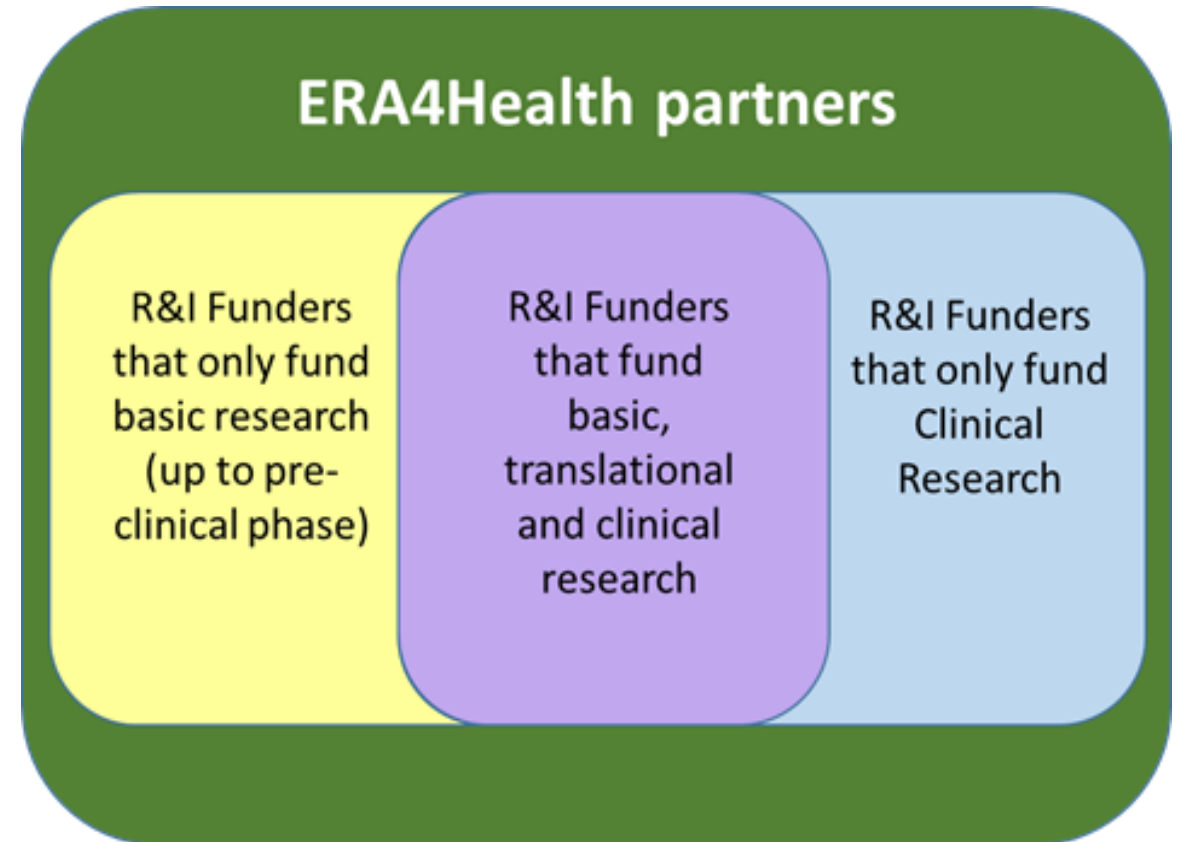 ERA4Health partners
R&I Funders
that only fund
basic research
(up to pre-
clinical phase)
R&I Funders
that fund
basic,
translational
and clinical
research
R&I Funders
that only fund
Clinical
Research